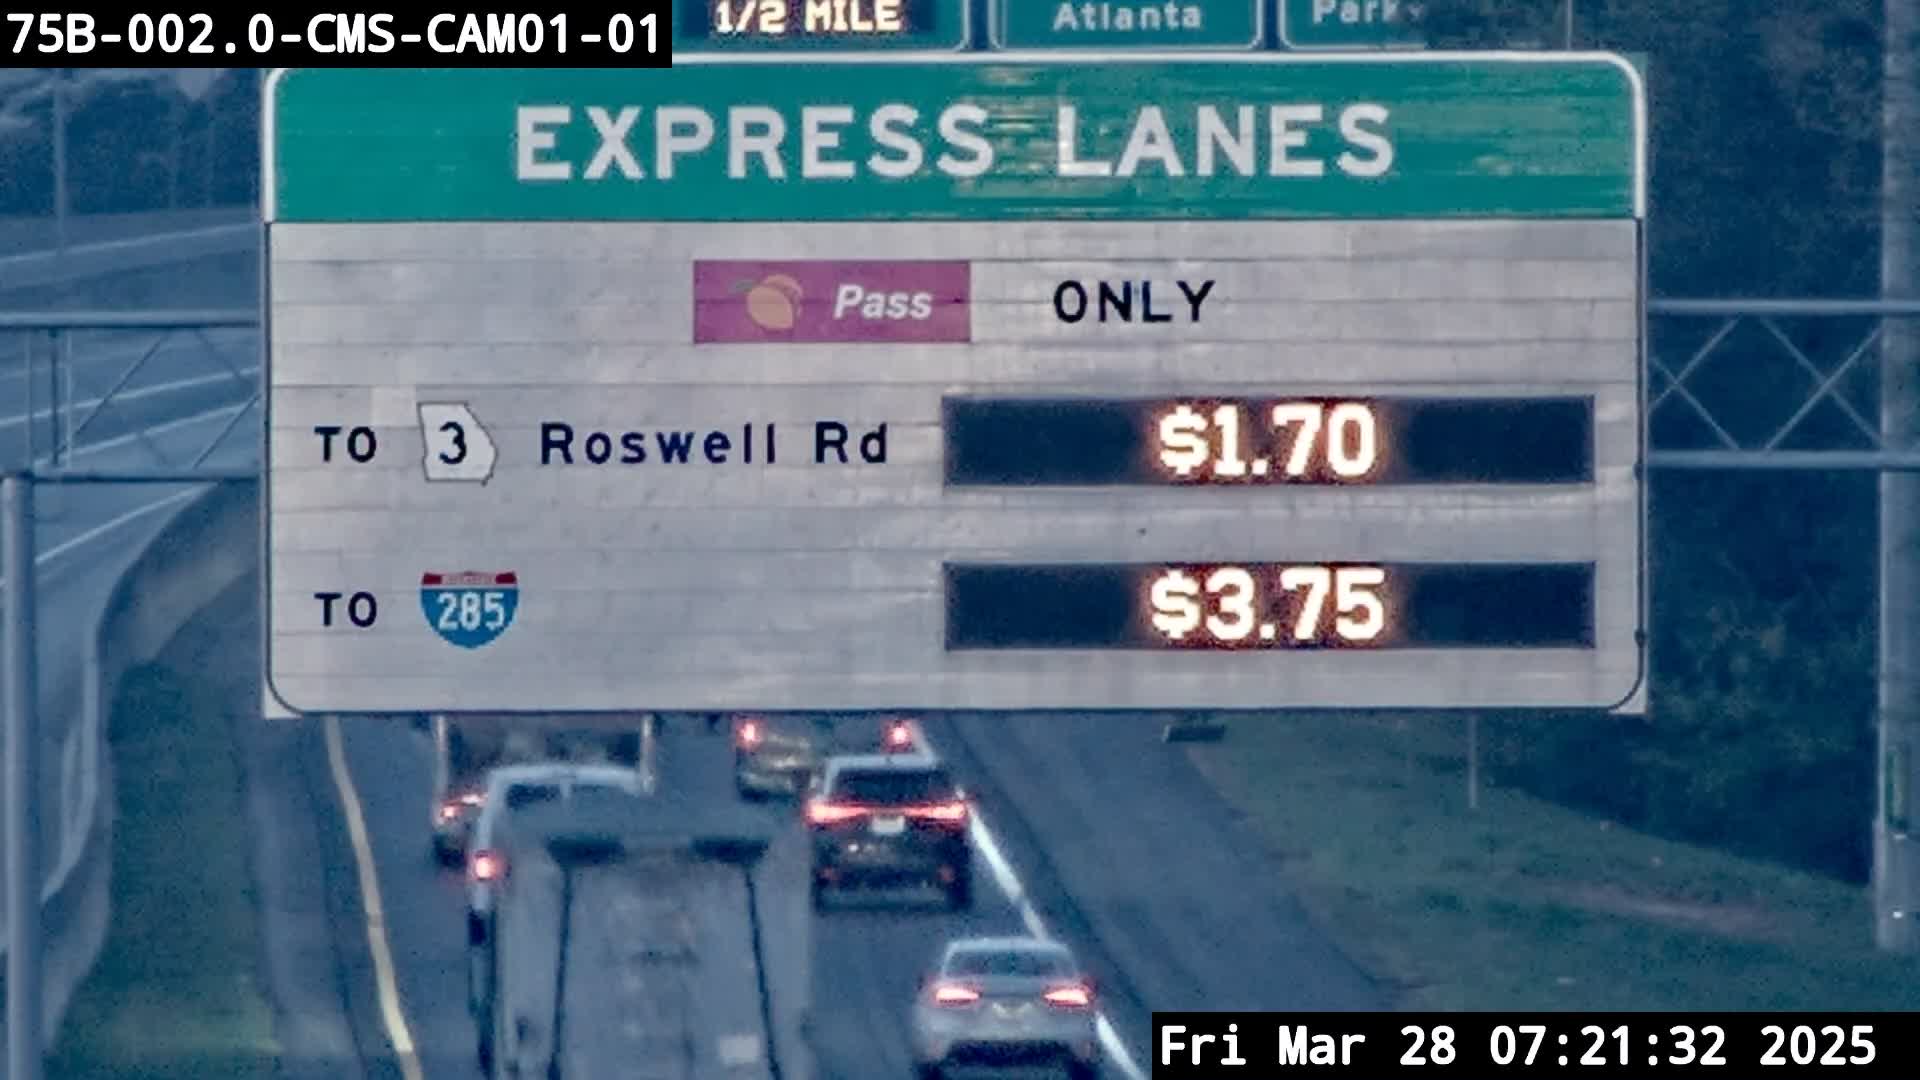 75B-002.0-CMS-CAM01-01
1/2 MILE
Atlanta
EXPRESS LANES
Pass ONLY
TO 3 Roswell Rd $1.70
TO 285 $3.75
Fri Mar 28 07:21:32 2025